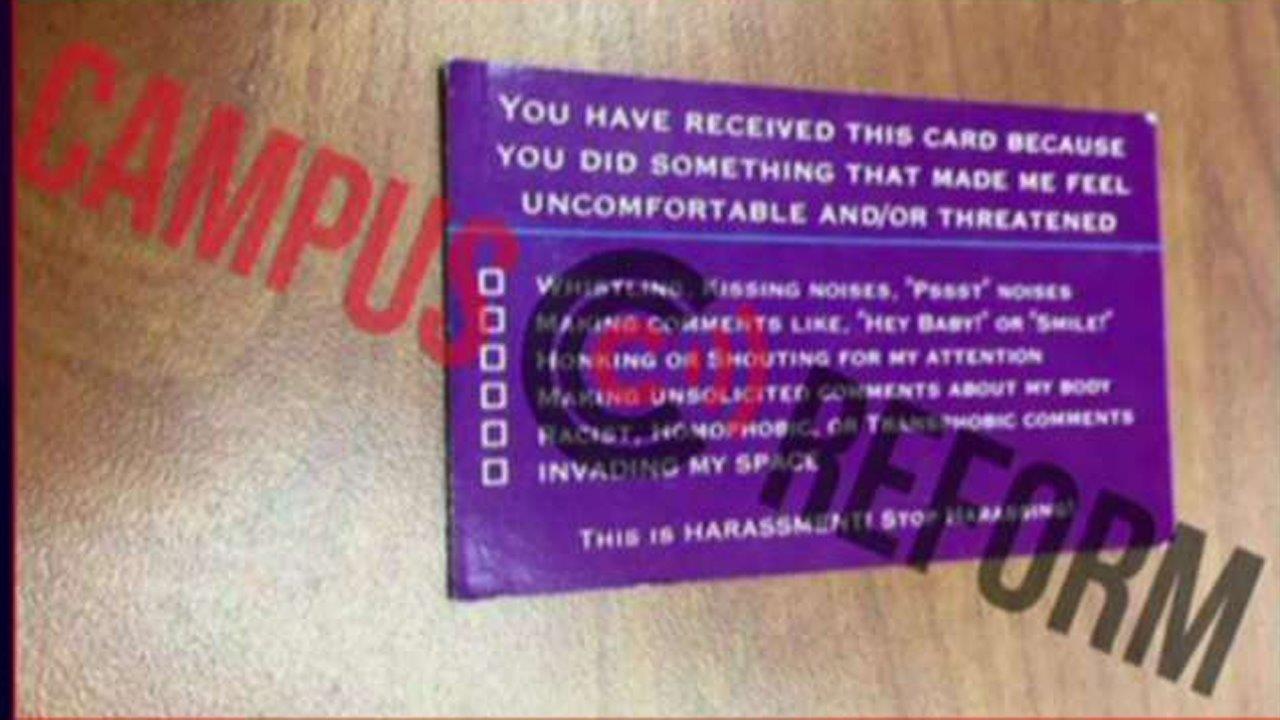 CAMPUS REFORM
YOU HAVE RECEIVED THIS CARD BECAUSE
YOU DID SOMETHING THAT MADE ME FEEL
UNCOMFORTABLE AND/OR THREATENED
WHISTLING, KISSING NOISES, "PSSST" NOISES
MAKING COMMENTS LIKE, "HEY BABY!" OR "SMILE!"
HONKING OR SHOUTING FOR MY ATTENTION
MAKING UNSOLICITED COMMENTS ABOUT MY BODY
RACIST, HOMOPHOBIC, OR TRANSPHOBIC COMMENTS
INVADING MY SPACE
THIS IS HARASSMENT! STOP HARASSING!